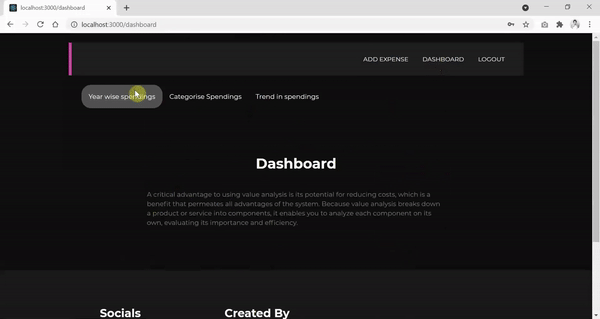 localhost:3000/dashboard
localhost:3000/dashboard
ADD EXPENSE DASHBOARD LOGOUT
Year wise spendings Categorise Spendings Trend in spendings
Dashboard
A critical advantage to using value analysis is its potential for reducing costs, which is a
benefit that permeates all advantages of the system. Because value analysis breaks down
a product or service into components, it enables you to analyze each component on its
own, evaluating its importance and efficiency.
Socials Created By